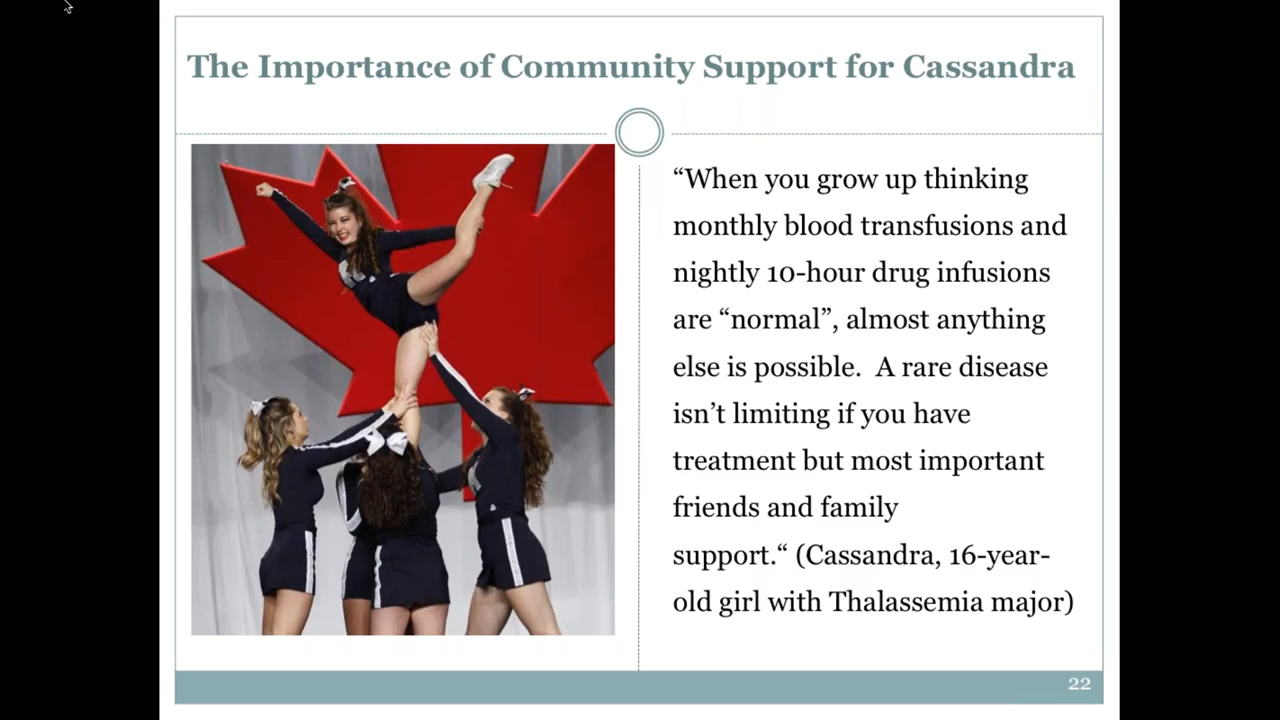 The Importance of Community Support for Cassandra
“When you grow up thinking
monthly blood transfusions and
nightly 10-hour drug infusions
are “normal”, almost anything
else is possible.  A rare disease
isn’t limiting if you have
treatment but most important
friends and family
support.“ (Cassandra, 16-year-
old girl with Thalassemia major)
22